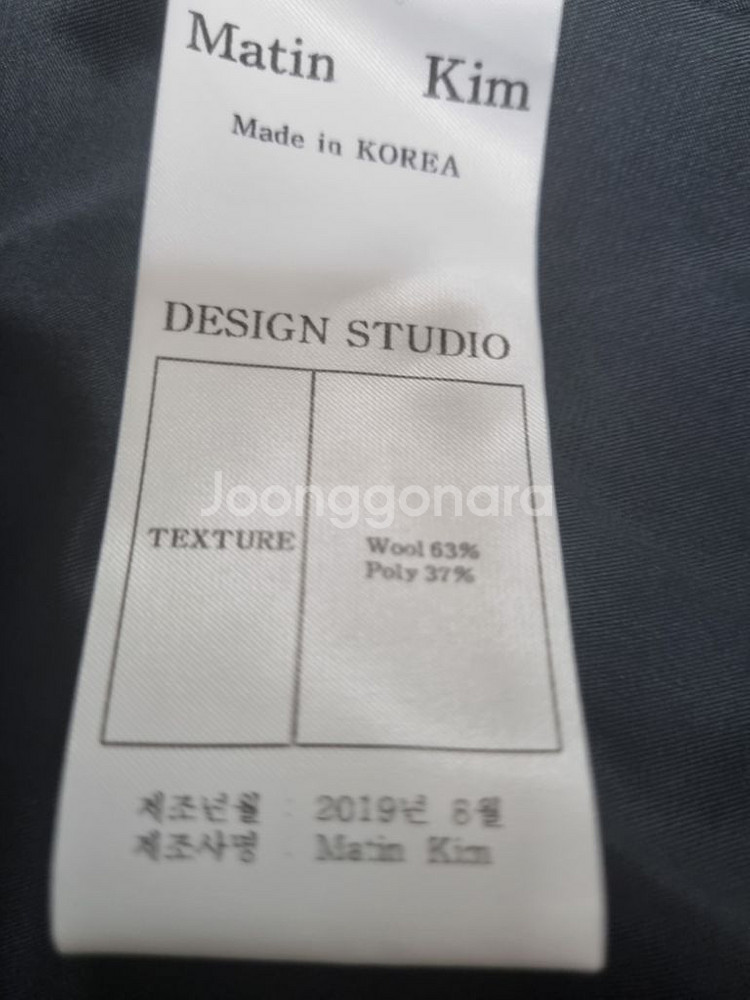 Matin Kim
Made in KOREA
DESIGN STUDIO
Joonggonara
TEXTURE
Wool 63%
Poly 37%
제조년월 : 2019년 8월
제조사명 : Matin Kim